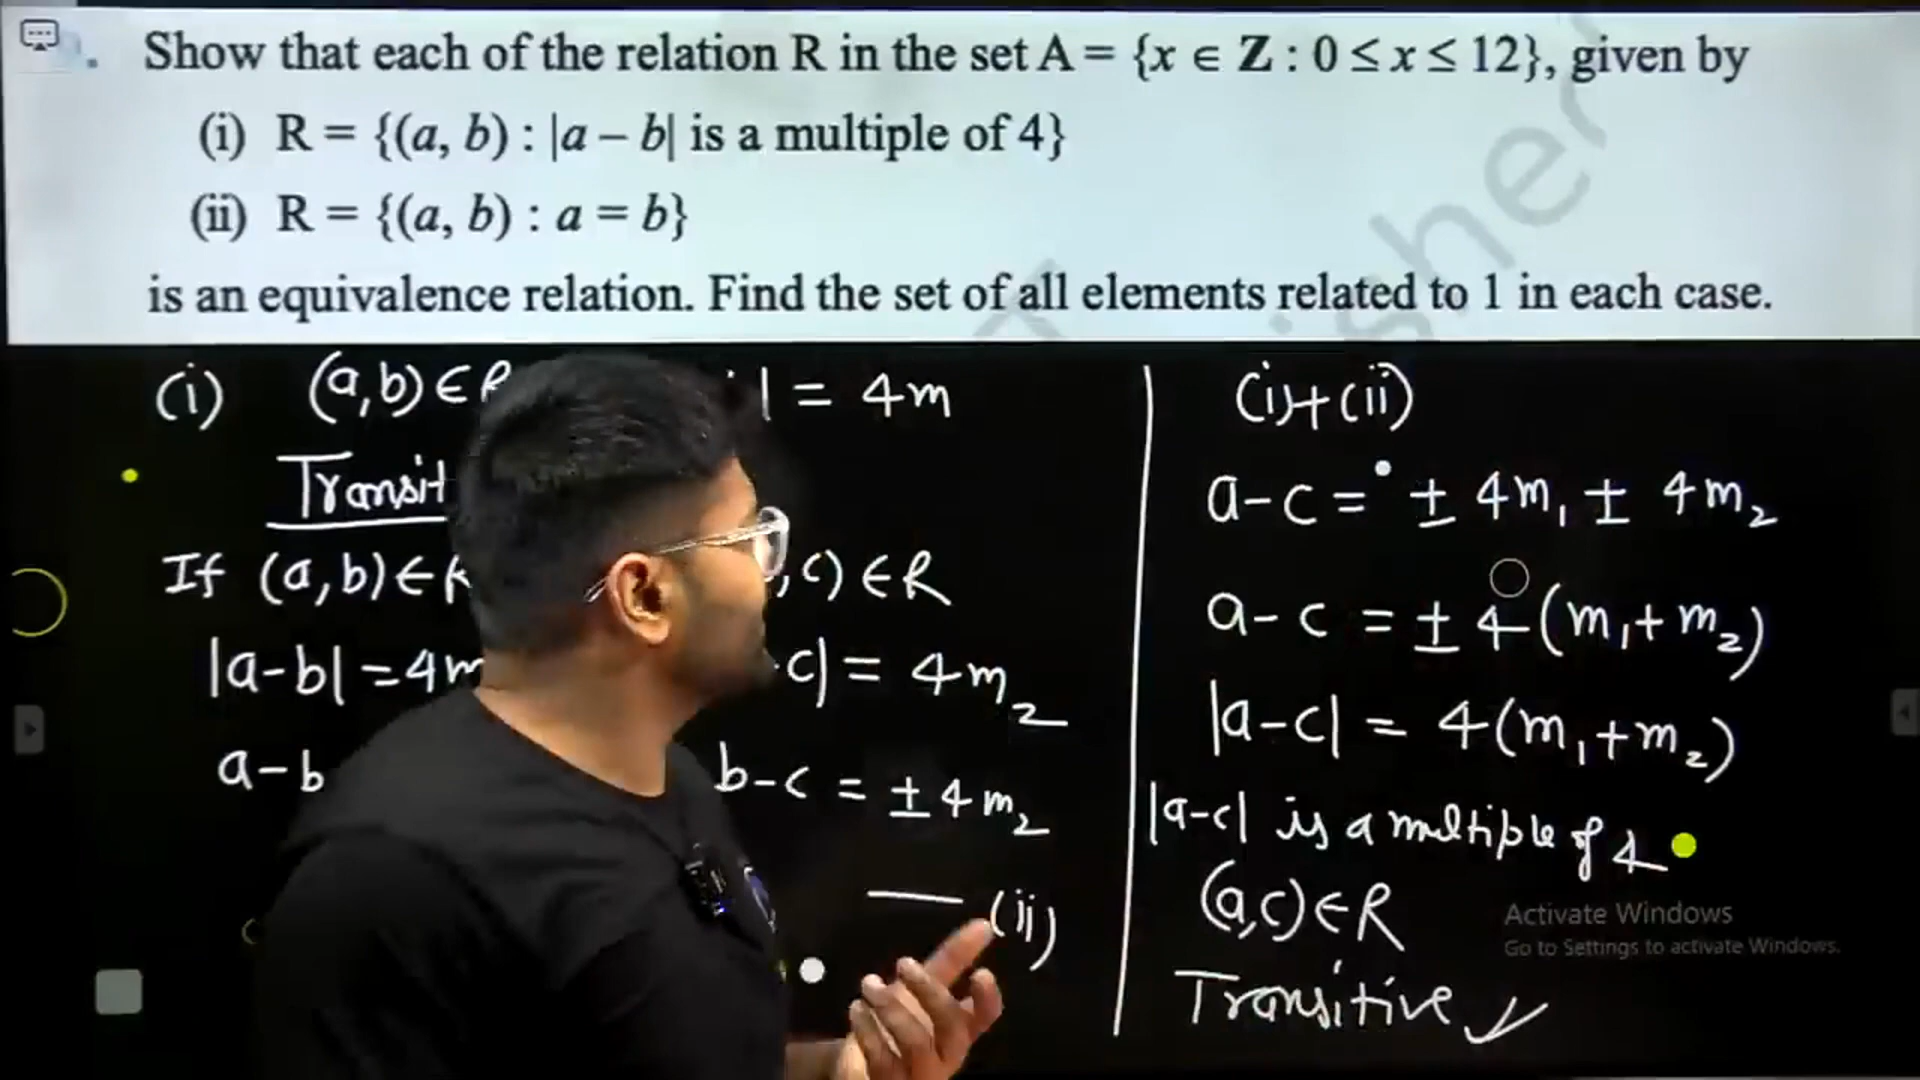 Show that each of the relation R in the set A = {x ∈ Z : 0 ≤ x ≤ 12}, given by
(i) R = {(a, b) : |a – b| is a multiple of 4}
(ii) R = {(a, b) : a = b}
is an equivalence relation. Find the set of all elements related to 1 in each case.
(i) (a,b)∈R | = 4m
Transit
If (a,b)∈R ,c)∈R
|a-b| = 4m c| = 4m₂
a-b b-c = ± 4m₂
— (ii)
(i)+(ii)
a-c = ± 4m₁ ± 4m₂
a-c = ± 4(m₁+m₂)
|a-c| = 4(m₁+m₂)
|a-c| is a multiple of 4
(a,c)∈R
Transitive ✓
Activate Windows
Go to Settings to activate Windows.